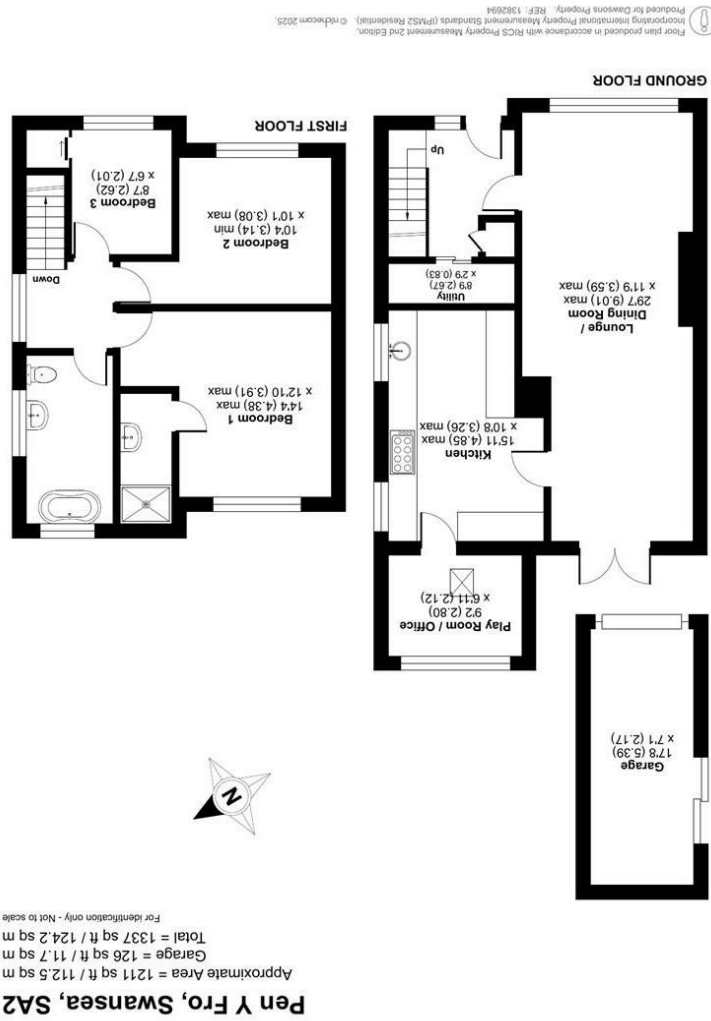 Pen Y Fro, Swansea, SA2
Approximate Area = 1211 sq ft / 112.5 sq m
Garage = 126 sq ft / 11.7 sq m
Total = 1337 sq ft / 124.2 sq m
For identification only - Not to scale
N
Garage
17'8 (5.39)
x 7'1 (2.17)
Play Room / Office
9'2 (2.80)
x 6'11 (2.12)
Kitchen
15'11 (4.85) max
x 10'8 (3.26) max
Lounge /
Dining Room
29'7 (9.01) max
x 11'9 (3.59) max
Utility
8'9 (2.67)
x 2'9 (0.83)
Up
GROUND FLOOR
Bedroom 1
14'4 (4.38) max
x 12'10 (3.91) max
Down
Bedroom 2
10'4 (3.14) min
x 10'1 (3.08) max
Bedroom 3
8'7 (2.62)
x 6'7 (2.01)
FIRST FLOOR
Floor plan produced in accordance with RICS Property Measurement 2nd Edition,
Incorporating International Property Measurement Standards (IPMS2 Residential). © nichecom 2025.
Produced for Dawsons Property. REF: 1382694